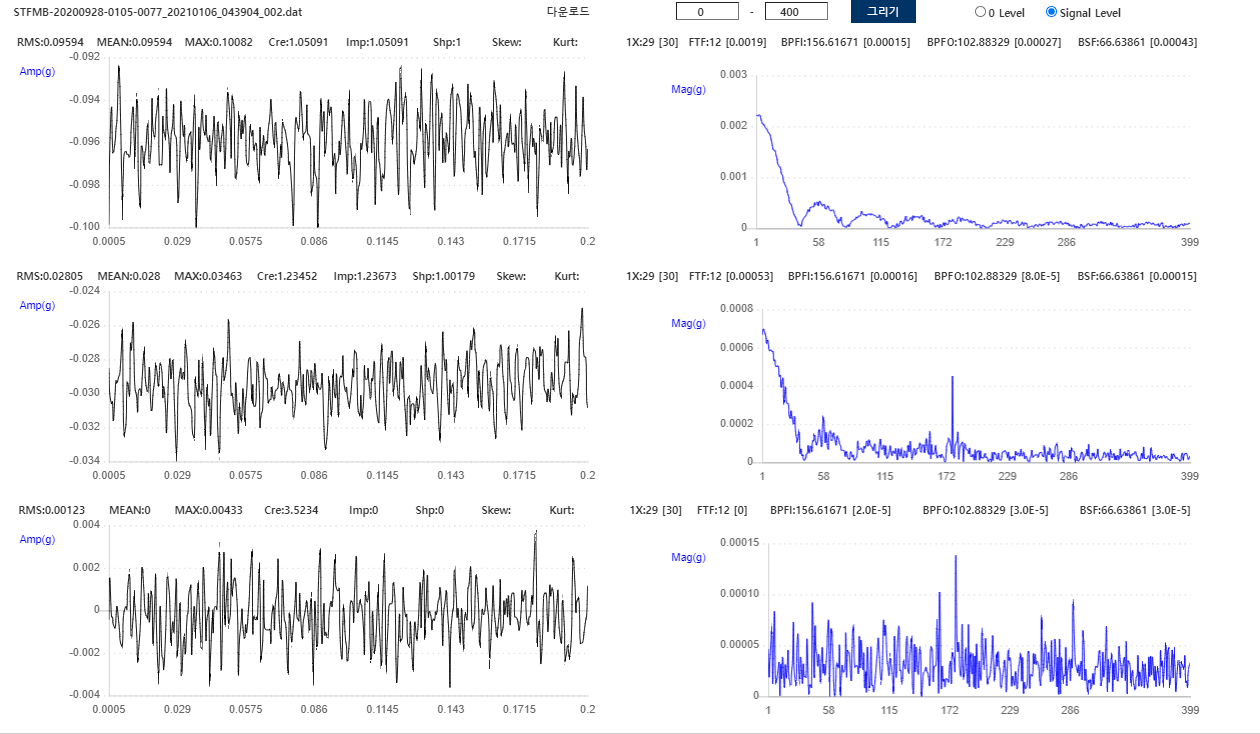 STFMB-20200928-0105-0077_20210106_043904_002.dat 다운로드 0 - 400 그리기 0 Level Signal Level
RMS:0.09594 MEAN:0.09594 MAX:0.10082 Cre:1.05091 Imp:1.05091 Shp:1 Skew: Kurt:
Amp(g)
-0.092
-0.094
-0.096
-0.098
-0.100
0.0005 0.029 0.0575 0.086 0.1145 0.143 0.1715 0.2
1X:29 [30] FTF:12 [0.0019] BPFI:156.61671 [0.00015] BPFO:102.88329 [0.00027] BSF:66.63861 [0.00043]
Mag(g)
0.003
0.002
0.001
0
1 58 115 172 229 286 399
RMS:0.02805 MEAN:0.028 MAX:0.03463 Cre:1.23452 Imp:1.23673 Shp:1.00179 Skew: Kurt:
Amp(g)
-0.024
-0.026
-0.028
-0.030
-0.032
-0.034
0.0005 0.029 0.0575 0.086 0.1145 0.143 0.1715 0.2
1X:29 [30] FTF:12 [0.00053] BPFI:156.61671 [0.00016] BPFO:102.88329 [8.0E-5] BSF:66.63861 [0.00015]
Mag(g)
0.0008
0.0006
0.0004
0.0002
0
1 58 115 172 229 286 399
RMS:0.00123 MEAN:0 MAX:0.00433 Cre:3.5234 Imp:0 Shp:0 Skew: Kurt:
Amp(g)
0.004
0.002
0
-0.002
-0.004
0.0005 0.029 0.0575 0.086 0.1145 0.143 0.1715 0.2
1X:29 [30] FTF:12 [0] BPFI:156.61671 [2.0E-5] BPFO:102.88329 [3.0E-5] BSF:66.63861 [3.0E-5]
Mag(g)
0.00015
0.00010
0.00005
0
1 58 115 172 229 286 399